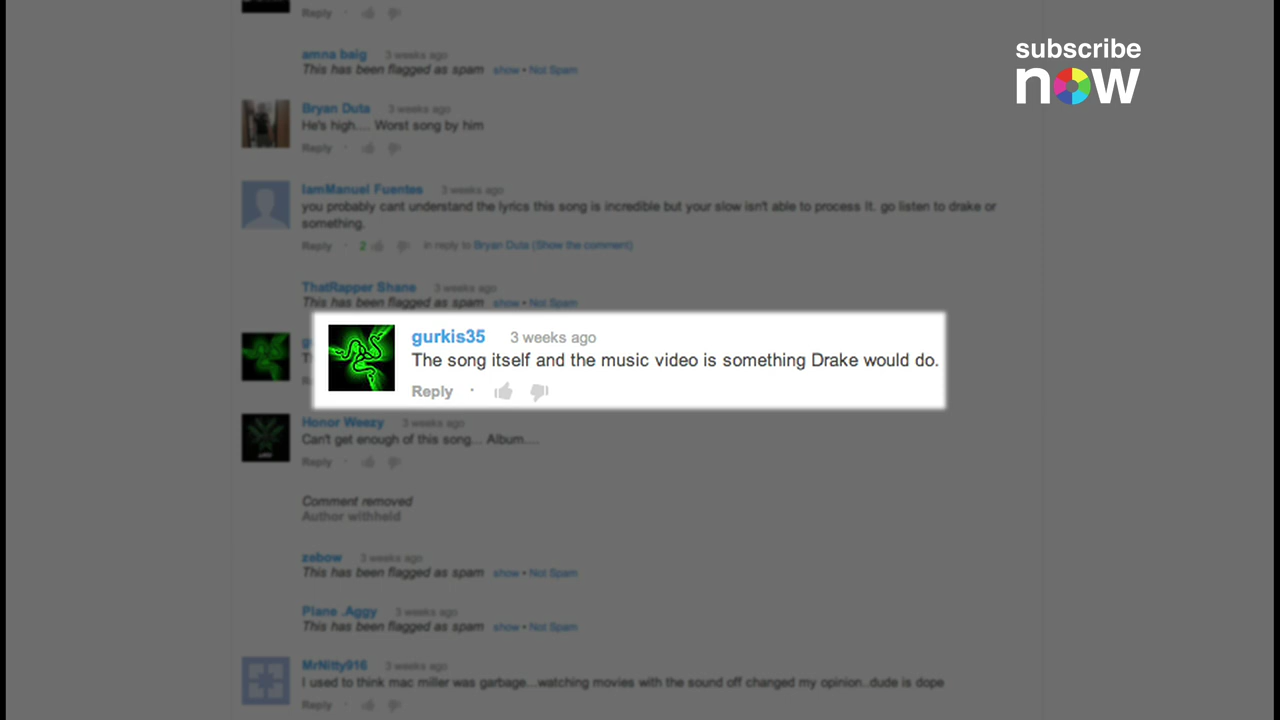 Reply
subscribe
now
amna baig 3 weeks ago
This has been flagged as spam show • Not Spam
Bryan Duta 3 weeks ago
He's high.... Worst song by him
Reply
IamManuel Fuentes 3 weeks ago
you probably cant understand the lyrics this song is incredible but your slow isn't able to process it. go listen to drake or
something.
Reply · 2 in reply to Bryan Duta (Show the comment)
ThatRapper Shane 3 weeks ago
This has been flagged as spam show • Not Spam
gurkis35 3 weeks ago
The song itself and the music video is something Drake would do.
Reply ·
Honor Weezy 3 weeks ago
Can't get enough of this song... Album....
Reply ·
Comment removed
Author withheld
zebow 3 weeks ago
This has been flagged as spam show • Not Spam
Plane .Aggy 3 weeks ago
This has been flagged as spam show • Not Spam
MrNitty916 3 weeks ago
I used to think mac miller was garbage...watching movies with the sound off changed my opinion..dude is dope
Reply ·